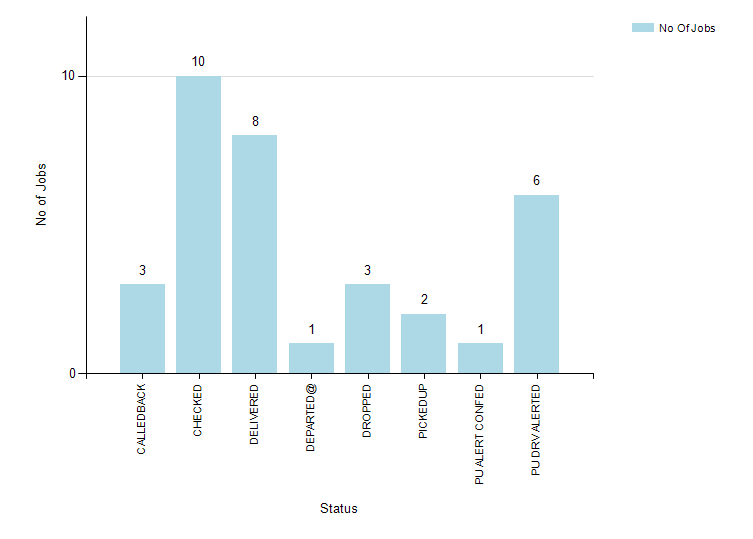 No Of Jobs
10
0
No of Jobs
3
10
8
1
3
2
1
6
CALLEDBACK
CHECKED
DELIVERED
DEPARTED@
DROPPED
PICKEDUP
PU ALERT CONFED
PU DRV ALERTED
Status